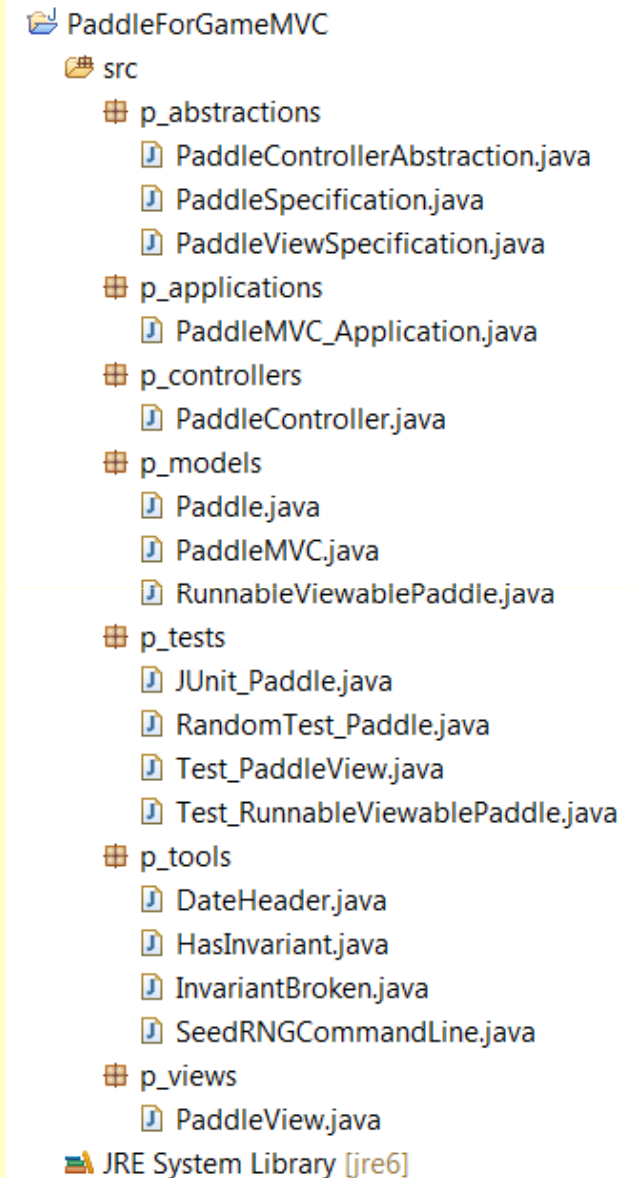 PaddleForGameMVC
src
p_abstractions
PaddleControllerAbstraction.java
PaddleSpecification.java
PaddleViewSpecification.java
p_applications
PaddleMVC_Application.java
p_controllers
PaddleController.java
p_models
Paddle.java
PaddleMVC.java
RunnableViewablePaddle.java
p_tests
JUnit_Paddle.java
RandomTest_Paddle.java
Test_PaddleView.java
Test_RunnableViewablePaddle.java
p_tools
DateHeader.java
HasInvariant.java
InvariantBroken.java
SeedRNGCommandLine.java
p_views
PaddleView.java
JRE System Library [jre6]